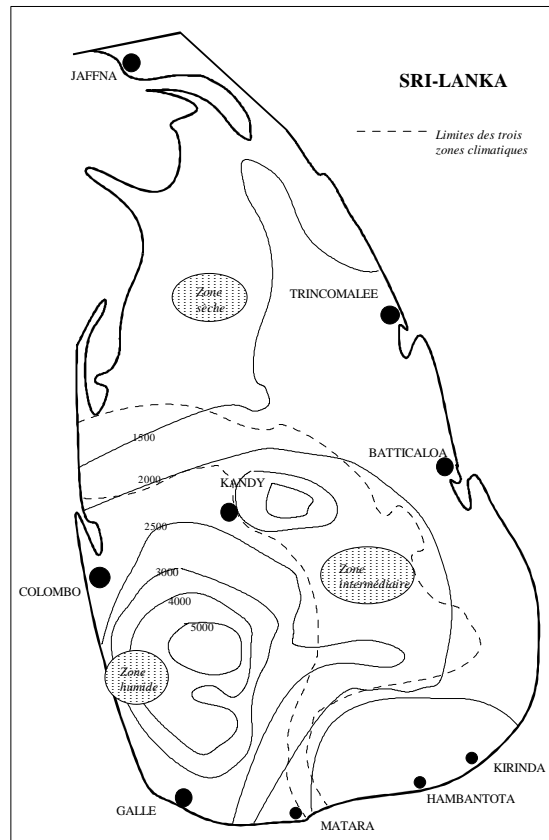 JAFFNA
SRI-LANKA
Limites des trois
zones climatiques
Zone
sèche
TRINCOMALEE
1500
BATTICALOA
2000
KANDY
2500
Zone
intermédiaire
3000
COLOMBO
4000
5000
Zone
humide
KIRINDA
HAMBANTOTA
GALLE
MATARA